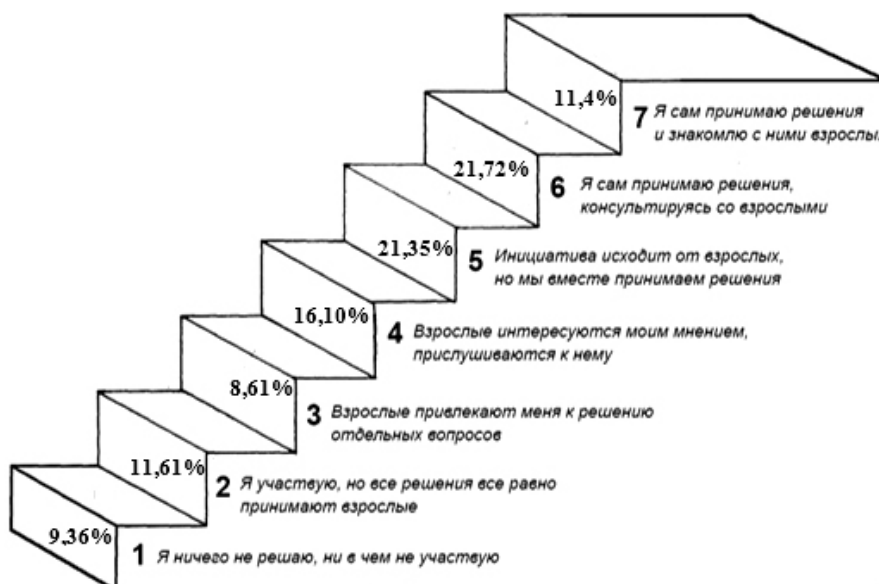 11,4%
7 Я сам принимаю решения
и знакомлю с ними взрослых
21,72%
6 Я сам принимаю решения,
консультируясь со взрослыми
21,35%
5 Инициатива исходит от взрослых,
но мы вместе принимаем решения
16,10%
4 Взрослые интересуются моим мнением,
прислушиваются к нему
8,61%
3 Взрослые привлекают меня к решению
отдельных вопросов
11,61%
2 Я участвую, но все решения все равно
принимают взрослые
9,36%
1 Я ничего не решаю, ни в чем не участвую